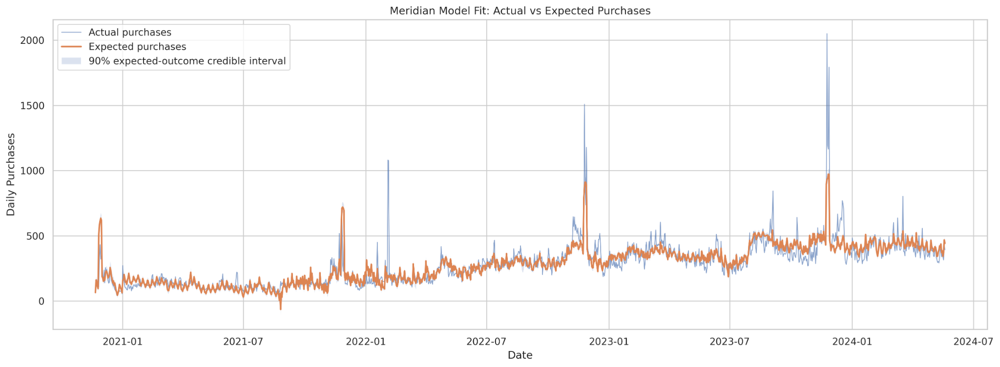 Meridian Model Fit: Actual vs Expected Purchases
Actual purchases
Expected purchases
90% expected-outcome credible interval
Daily Purchases
2000
1500
1000
500
0
2021-01
2021-07
2022-01
2022-07
2023-01
2023-07
2024-01
2024-07
Date